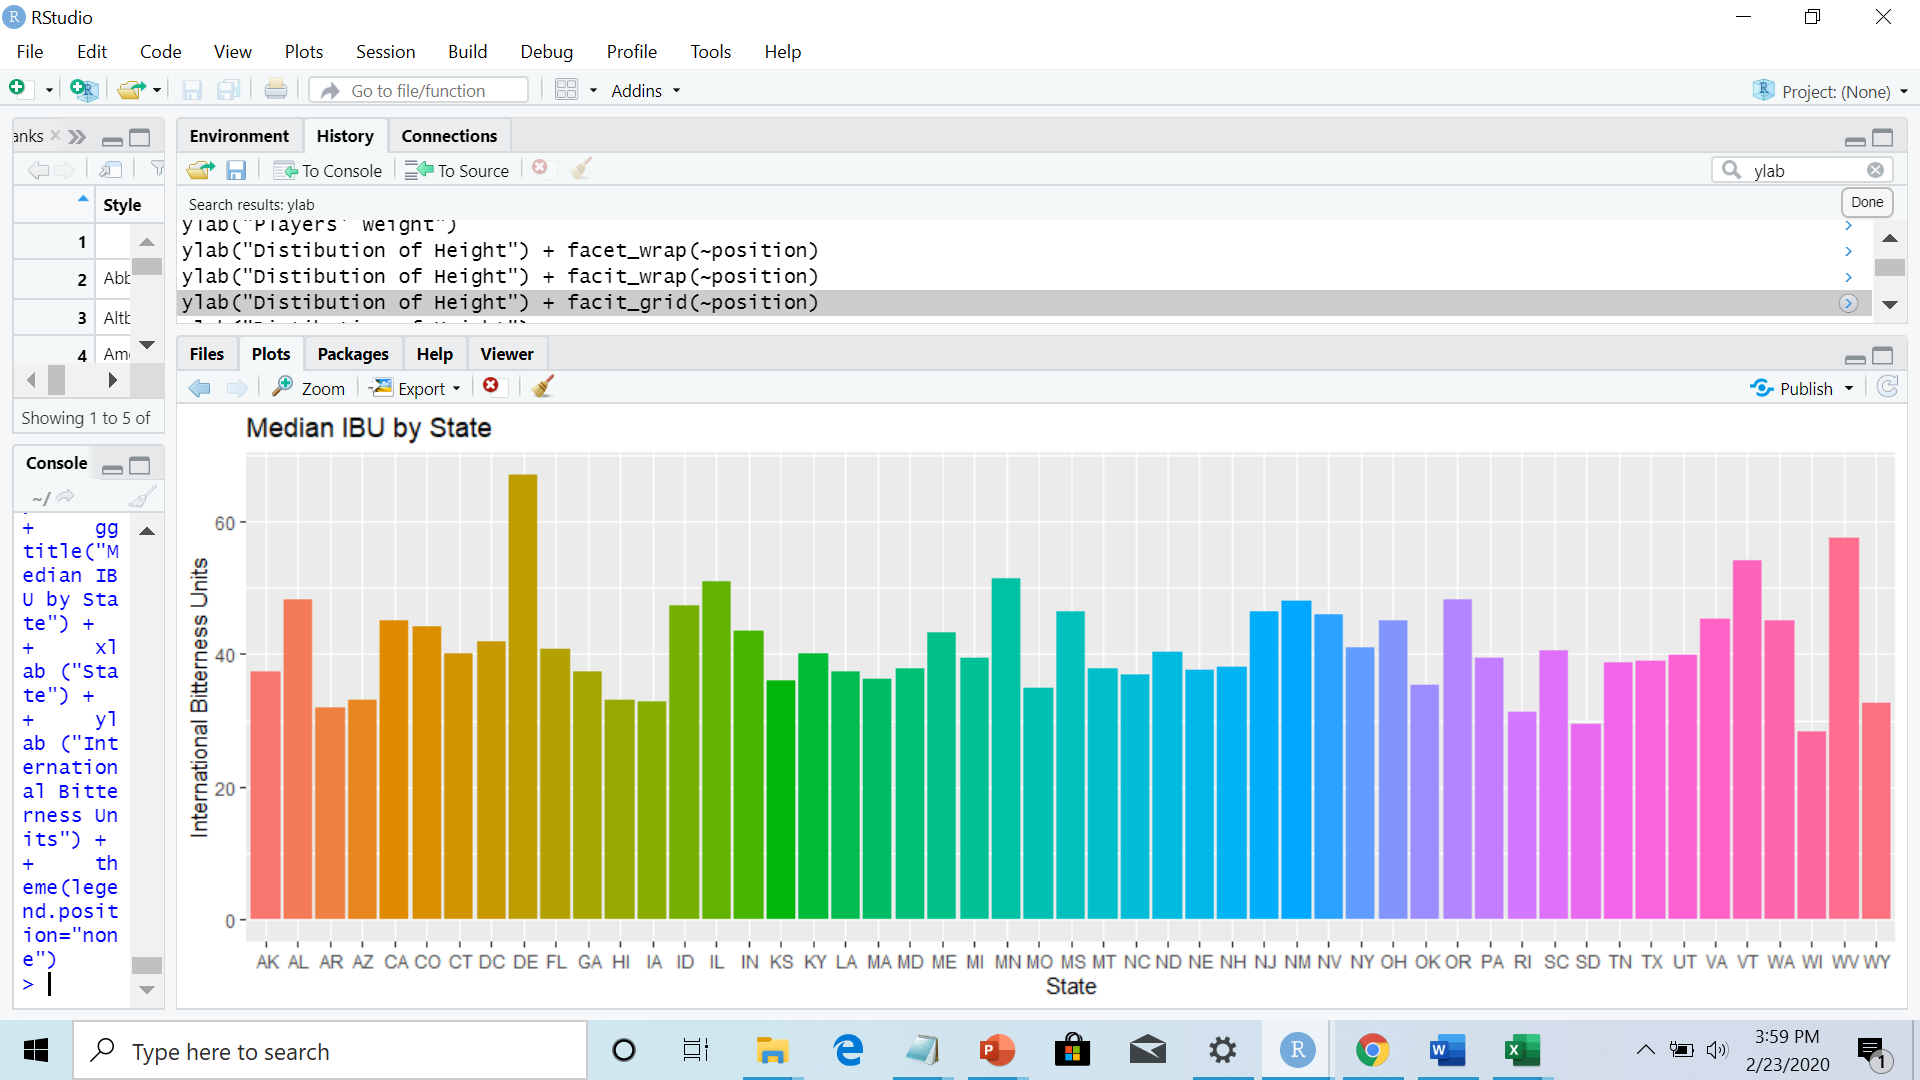 RStudio
File Edit Code View Plots Session Build Debug Profile Tools Help
Go to file/function Addins Project: (None)
anks
Style
1
2 Abb
3 Altb
4 Ame
Showing 1 to 5 of
Environment History Connections
To Console To Source ylab
Search results: ylab Done
ylab("Players' weight")
ylab("Distibution of Height") + facet_wrap(~position)
ylab("Distibution of Height") + facit_wrap(~position)
ylab("Distibution of Height") + facit_grid(~position)
Files Plots Packages Help Viewer
Zoom Export Publish
Console
~/
+ gg
title("M
edian IB
U by Sta
te") +
+ xl
ab ("Sta
te") +
+ yl
ab ("Int
ernation
al Bitte
rness Un
its") +
+ th
eme(lege
nd.posit
ion="non
e")
>
Median IBU by State
International Bitterness Units
60
40
20
0
AK AL AR AZ CA CO CT DC DE FL GA HI IA ID IL IN KS KY LA MA MD ME MI MN MO MS MT NC ND NE NH NJ NM NV NY OH OK OR PA RI SC SD TN TX UT VA VT WA WI WV WY
State
Type here to search
3:59 PM
2/23/2020
1